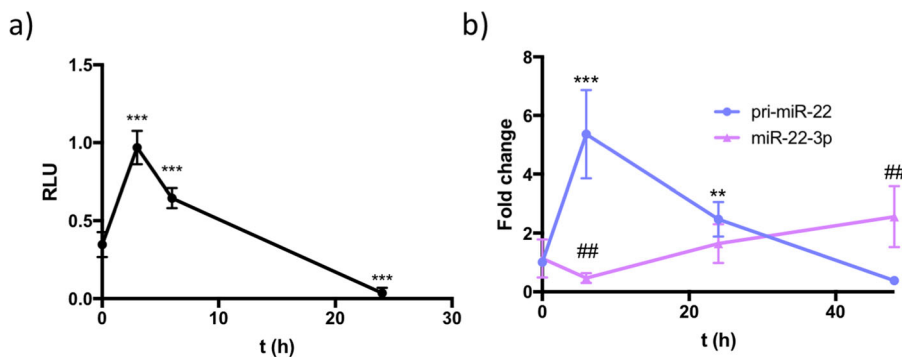 a)
1.5
1.0
0.5
0.0
RLU
***
***
***
0 10 20 30
t (h)
b)
8
6
4
2
0
Fold change
***
**
##
##
pri-miR-22
miR-22-3p
0 20 40
t (h)